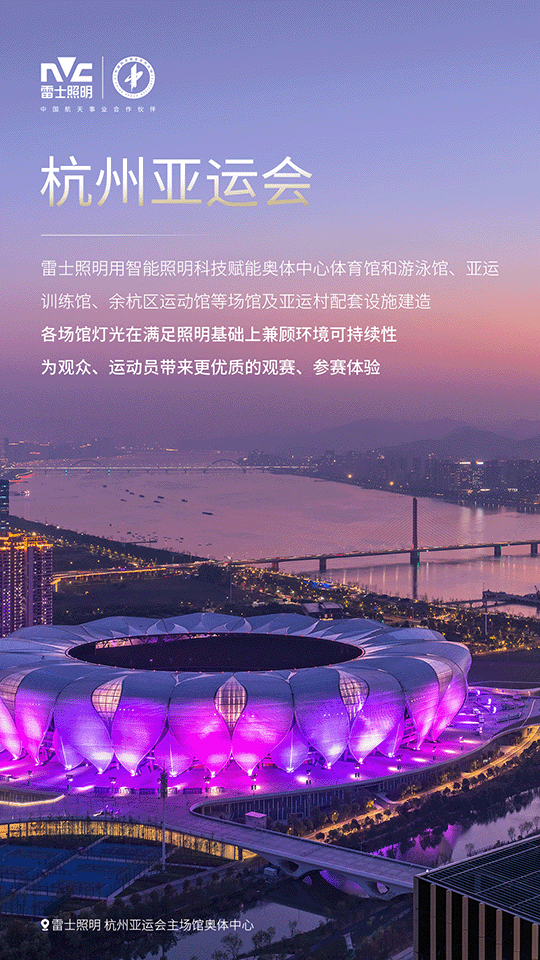 NVC
雷士照明
中国航天事业合作伙伴
杭州亚运会
雷士照明用智能照明科技赋能奥体中心体育馆和游泳馆、亚运
训练馆、余杭区运动馆等场馆及亚运村配套设施建造
各场馆灯光在满足照明基础上兼顾环境可持续性
为观众、运动员带来更优质的观赛、参赛体验
雷士照明 杭州亚运会主场馆奥体中心